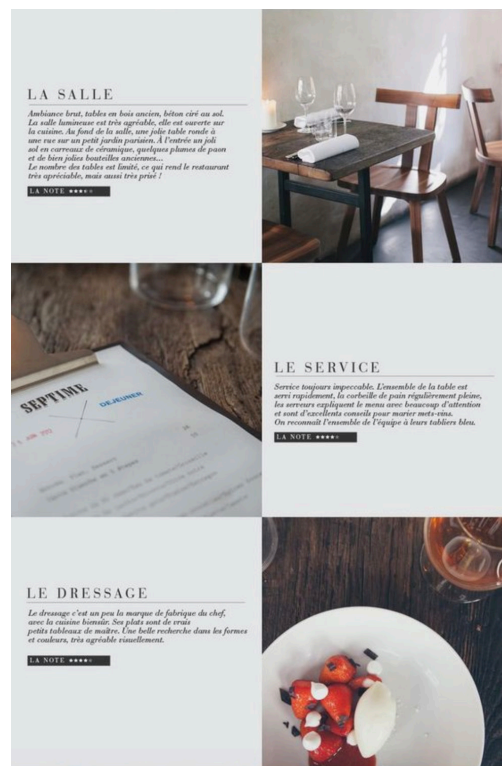 LA SALLE
Ambiance brut, tables en bois ancien, béton ciré au sol.
La salle lumineuse est très agréable, elle est ouverte sur
la cuisine. Au fond de la salle, une jolie table ronde à
une vue sur un petit jardin parisien. À l'entrée un joli
sol en carreaux de céramique, quelques plumes de paon
et de bien jolies bouteilles anciennes...
Le nombre des tables est limité, ce qui rend le restaurant
très apréciable, mais aussi très prisé !
LA NOTE
SEPTIME
DEJEUNER
LE SERVICE
Service toujours impeccable. L'ensemble de la table est
servi rapidement, la corbeille de pain régulièrement pleine,
les serveurs expliquent le menu avec beaucoup d'attention
et sont d'excellents conseils pour marier mets-vins.
On reconnaît l'ensemble de l'équipe à leurs tabliers bleu.
LA NOTE
LE DRESSAGE
Le dressage c'est un peu la marque de fabrique du chef,
avec la cuisine biensûr. Ses plats sont de vrais
petits tableaux de maître. Une belle recherche dans les formes
et couleurs, très agréable visuellement.
LA NOTE